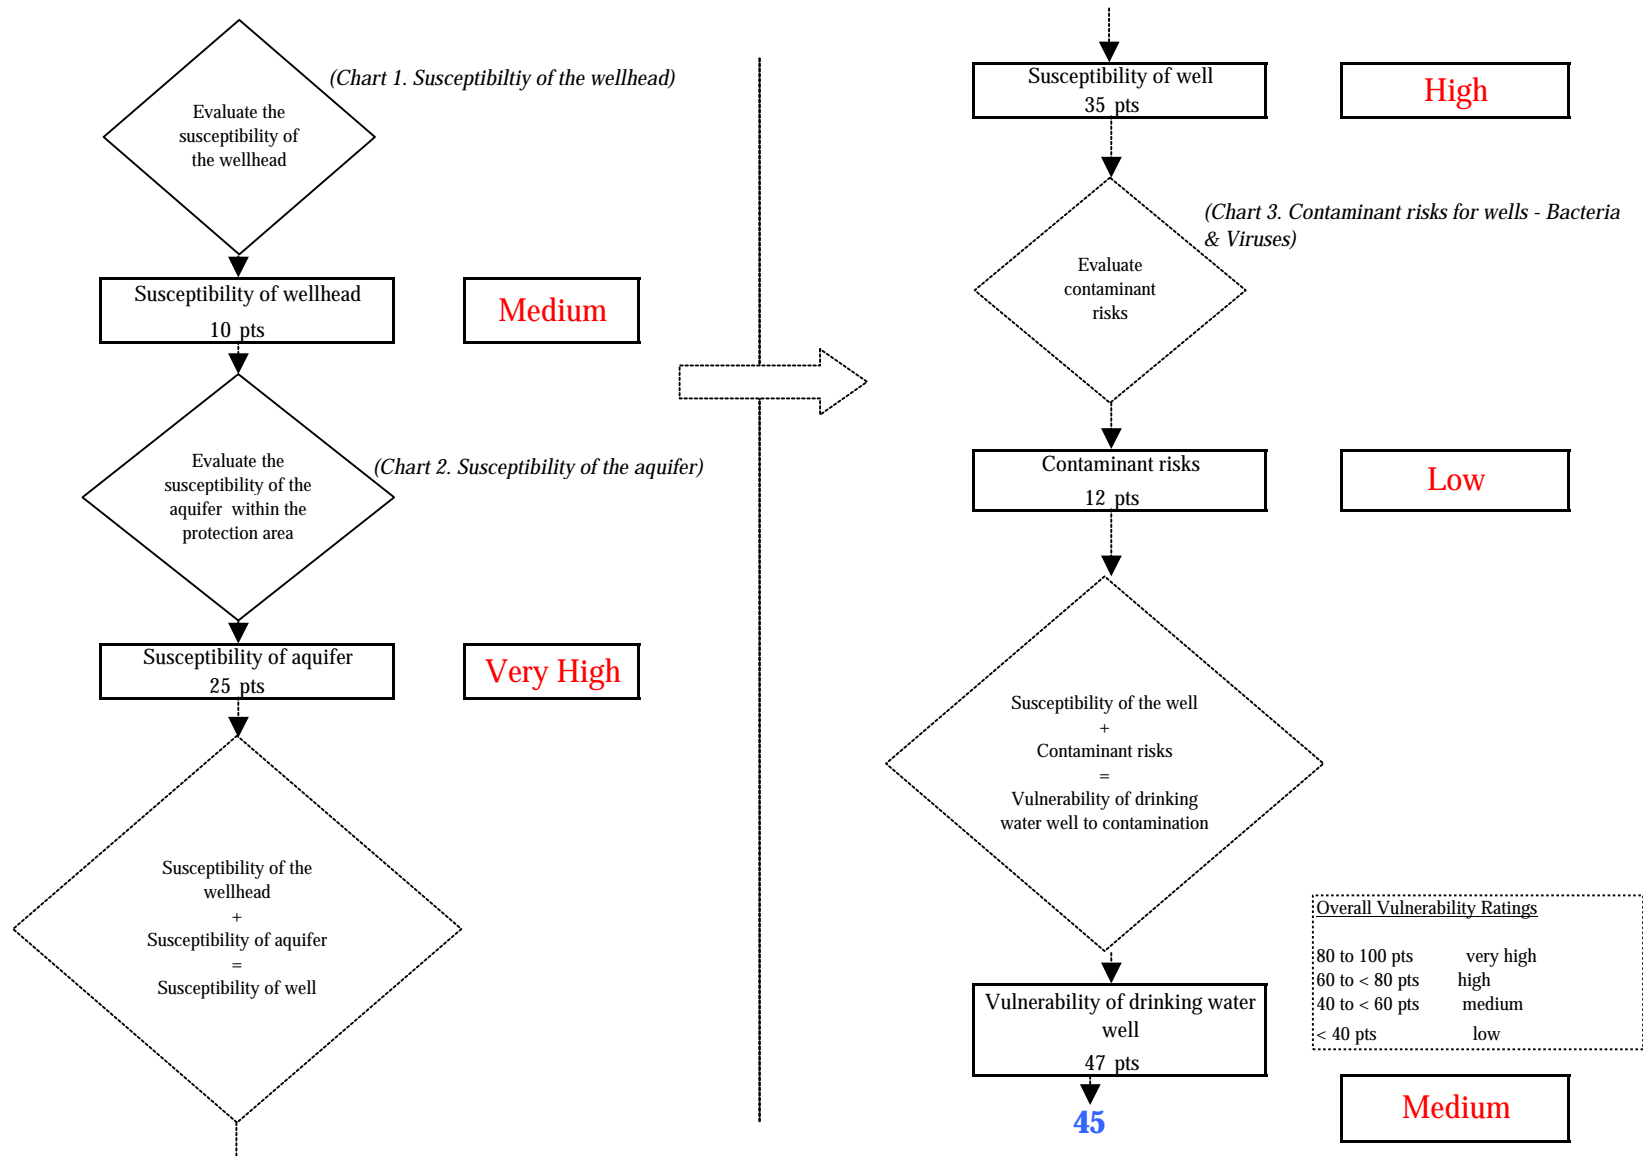 (Chart 1. Susceptibiltiy of the wellhead)
Evaluate the
susceptibility of
the wellhead
Susceptibility of wellhead
10 pts
Medium
(Chart 2. Susceptibility of the aquifer)
Evaluate the
susceptibility of the
aquifer within the
protection area
Susceptibility of aquifer
25 pts
Very High
Susceptibility of the
wellhead
+
Susceptibility of aquifer
=
Susceptibility of well
Susceptibility of well
35 pts
High
(Chart 3. Contaminant risks for wells - Bacteria
& Viruses)
Evaluate
contaminant
risks
Contaminant risks
12 pts
Low
Susceptibility of the well
+
Contaminant risks
=
Vulnerability of drinking
water well to contamination
Overall Vulnerability Ratings
80 to 100 pts very high
60 to < 80 pts high
40 to < 60 pts medium
< 40 pts low
Vulnerability of drinking water
well
47 pts
45
Medium